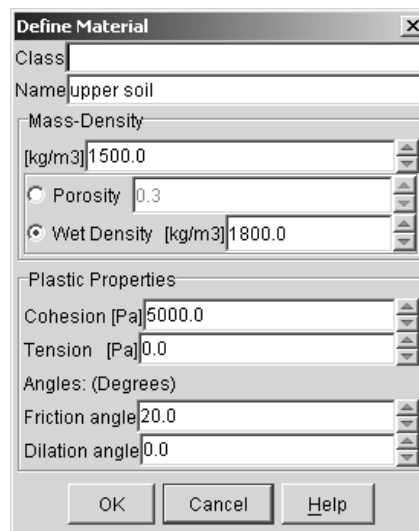 Define Material
Class
Name upper soil
Mass-Density
[kg/m3] 1500.0
Porosity 0.3
Wet Density [kg/m3] 1800.0
Plastic Properties
Cohesion [Pa] 5000.0
Tension [Pa] 0.0
Angles: (Degrees)
Friction angle 20.0
Dilation angle 0.0
OK Cancel Help